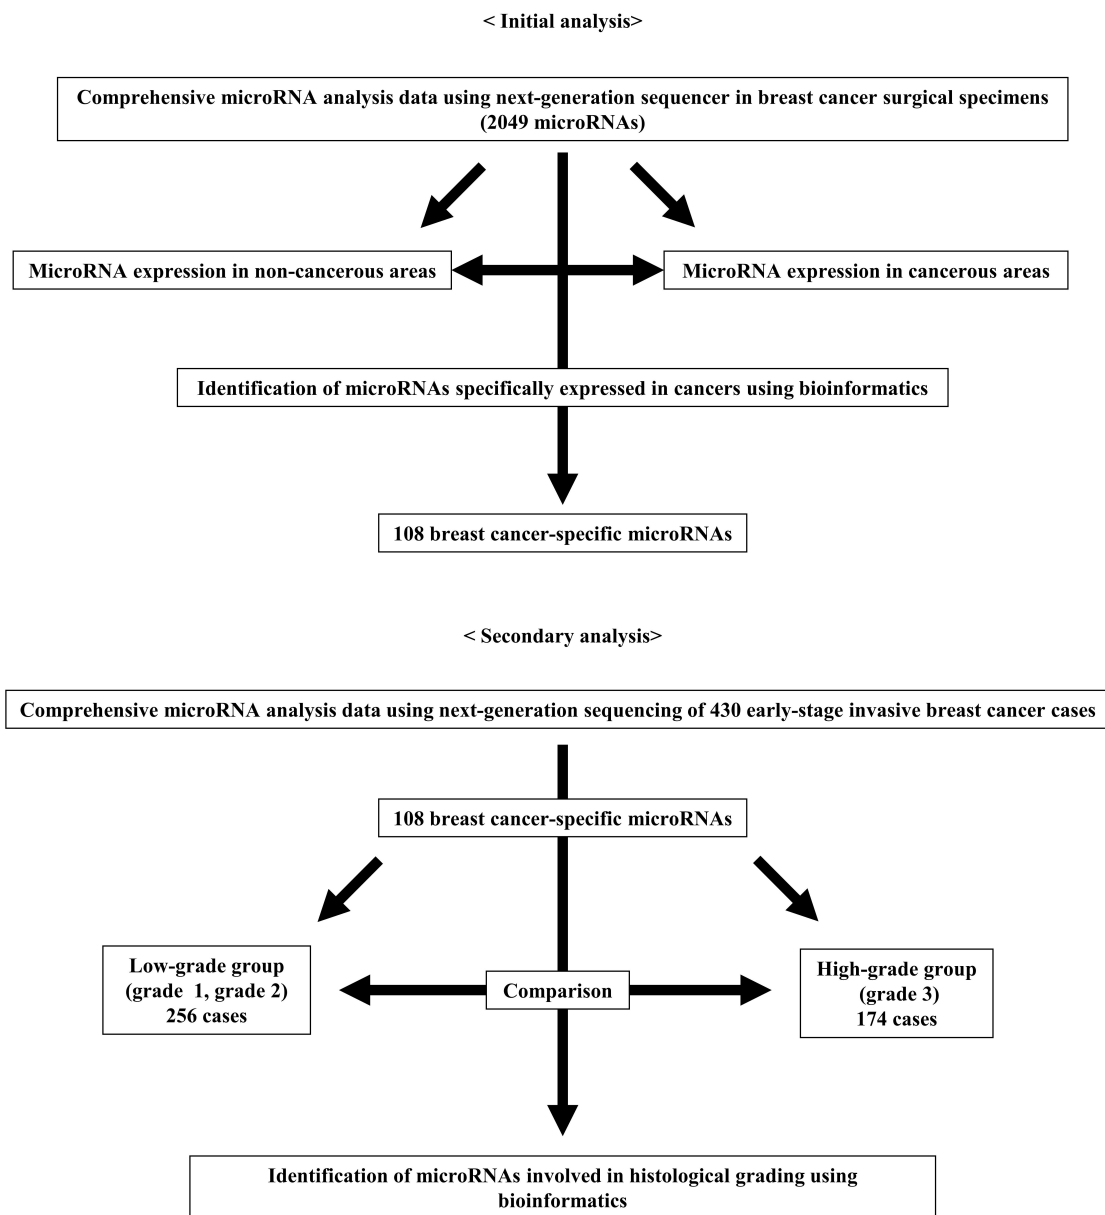 < Initial analysis>
Comprehensive microRNA analysis data using next-generation sequencer in breast cancer surgical specimens
(2049 microRNAs)
MicroRNA expression in non-cancerous areas
MicroRNA expression in cancerous areas
Identification of microRNAs specifically expressed in cancers using bioinformatics
108 breast cancer-specific microRNAs
< Secondary analysis>
Comprehensive microRNA analysis data using next-generation sequencing of 430 early-stage invasive breast cancer cases
108 breast cancer-specific microRNAs
Low-grade group
(grade 1, grade 2)
256 cases
Comparison
High-grade group
(grade 3)
174 cases
Identification of microRNAs involved in histological grading using
bioinformatics